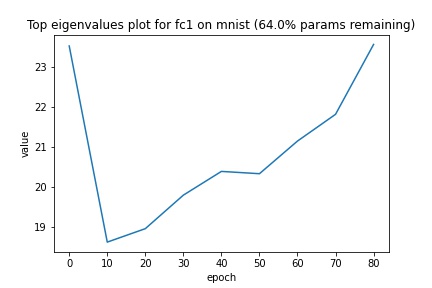 Top eigenvalues plot for fc1 on mnist (64.0% params remaining)
23
22
21
20
19
value
0 10 20 30 40 50 60 70 80
epoch